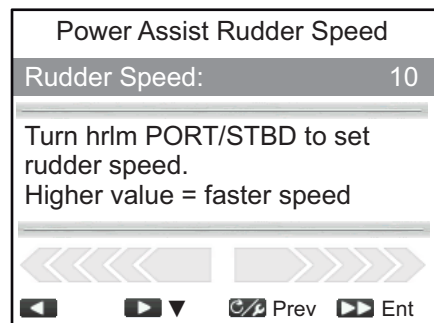 Power Assist Rudder Speed
Rudder Speed: 10
Turn hrlm PORT/STBD to set
rudder speed.
Higher value = faster speed
Prev Ent